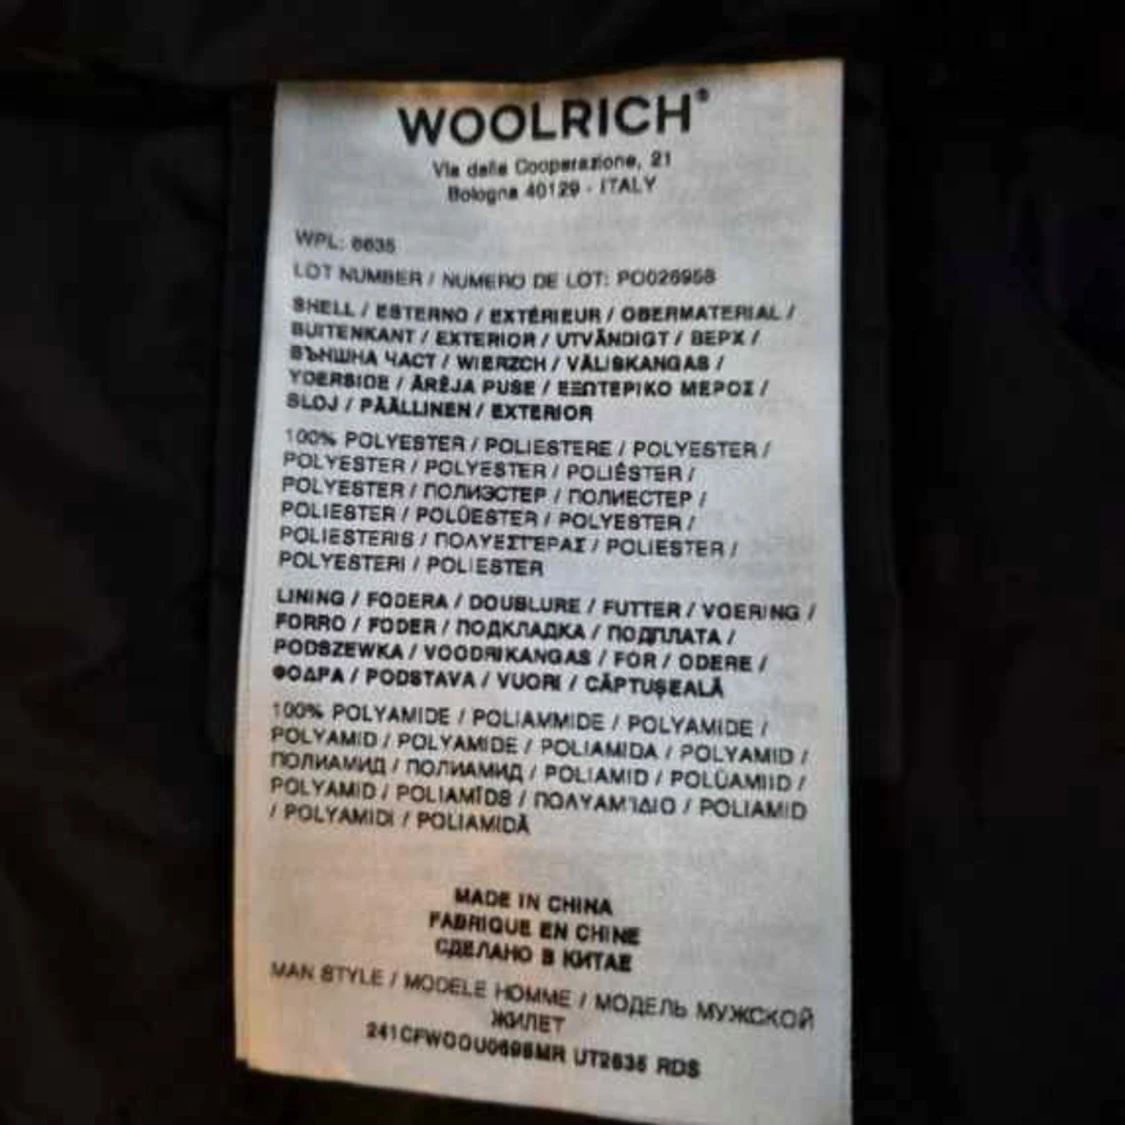 WOOLRICH®
Via delle Cooperazione, 21
Bologna 40129 - ITALY
WPL: 6635
LOT NUMBER / NUMERO DE LOT: PO026958
SHELL / ESTERNO / EXTÉRIEUR / OBERMATERIAL /
BUITENKANT / EXTERIOR / UTVÄNDIGT / ВЕРХ /
ВЪНШНА ЧАСТ / WIERZCH / VÄLISKANGAS /
YDERSIDE / ĀRĒJA PUSE / ΕΞΩΤΕΡΙΚΟ ΜΕΡΟΣ /
SLOJ / PÄÄLLINEN / EXTERIOR
100% POLYESTER / POLIESTERE / POLYESTER /
POLYESTER / POLYESTER / POLIÉSTER /
POLYESTER / ПОЛИЭСТЕР / ПОЛИЕСТЕР /
POLIESTER / POLÜESTER / POLYESTER /
POLIESTERIS / ΠΟΛΥΕΣΤΕΡΑΣ / POLIESTER /
POLYESTERI / POLIESTER
LINING / FODERA / DOUBLURE / FUTTER / VOERING /
FORRO / FODER / ПОДКЛАДКА / ПОДПЛАТА /
PODSZEWKA / VOODRIKANGAS / FOR / ODERE /
ΦΟΔΡΑ / PODSTAVA / VUORI / CĂPTUȘEALĂ
100% POLYAMIDE / POLIAMMIDE / POLYAMIDE /
POLYAMID / POLYAMIDE / POLIAMIDA / POLYAMID /
ПОЛИАМИД / ПОЛИАМИД / POLIAMID / POLÜAMIID /
POLYAMID / POLIAMĪDS / ΠΟΛΥΑΜΊΔΙΟ / POLIAMID
/ POLYAMIDI / POLIAMIDĂ
MADE IN CHINA
FABRIQUE EN CHINE
СДЕЛАНО В КИТАЕ
MAN STYLE / MODELE HOMME / МОДЕЛЬ МУЖСКОЙ
ЖИЛЕТ
UT2635 RDS